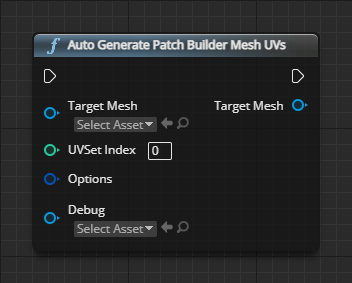 f Auto Generate Patch Builder Mesh UVs
Target Mesh Target Mesh
Select Asset
UVSet Index 0
Options
Debug
Select Asset